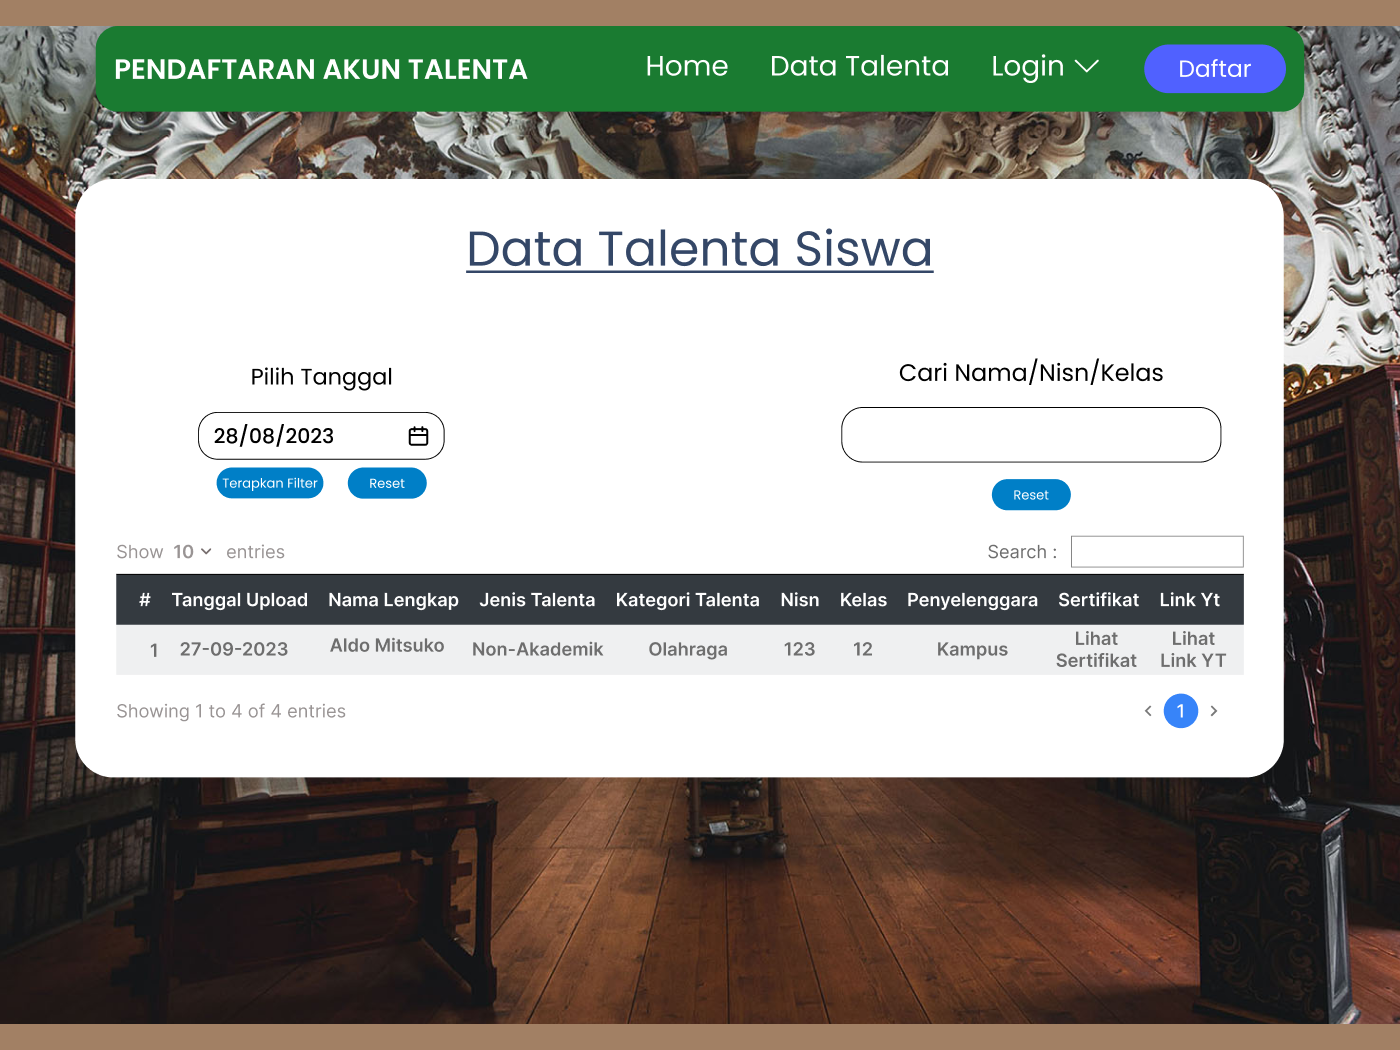 PENDAFTARAN AKUN TALENTA Home Data Talenta Login Daftar
Data Talenta Siswa
Pilih Tanggal
28/08/2023
Terapkan Filter Reset
Cari Nama/Nisn/Kelas
Reset
Show 10 entries
Search :
# Tanggal Upload Nama Lengkap Jenis Talenta Kategori Talenta Nisn Kelas Penyelenggara Sertifikat Link Yt
1 27-09-2023 Aldo Mitsuko Non-Akademik Olahraga 123 12 Kampus Lihat Sertifikat Lihat Link YT
Showing 1 to 4 of 4 entries
< 1 >